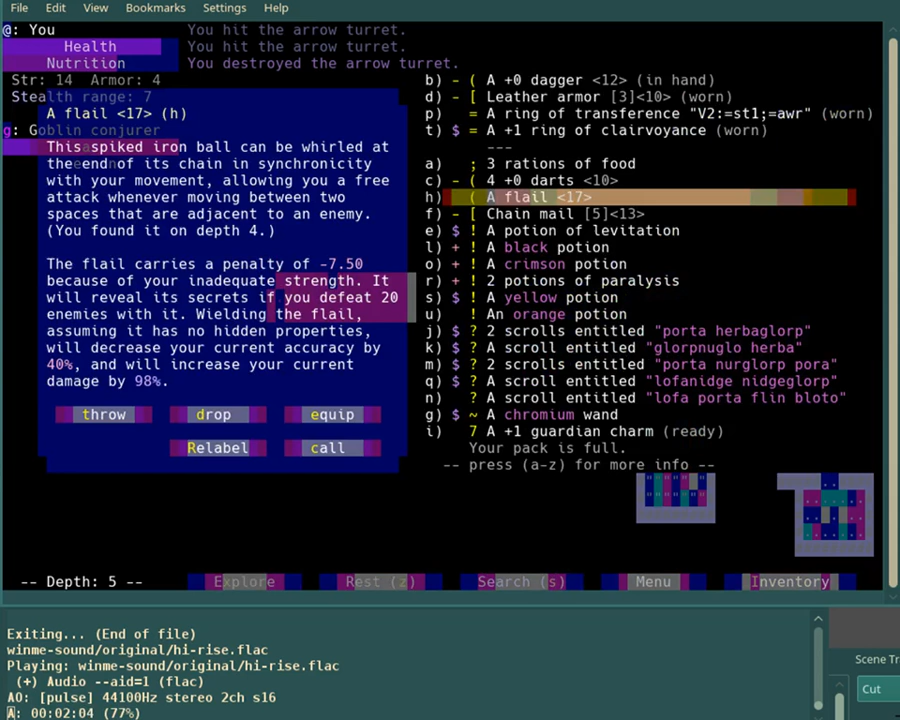 File Edit View Bookmarks Settings Help
@: You
You hit the arrow turret.
Health
You hit the arrow turret.
Nutrition
You destroyed the arrow turret.
Str: 14 Armor: 4
Stealth range: 7
A flail <17> (h)
g: Goblin conjurer
This spiked iron ball can be whirled at
the end of its chain in synchronicity
with your movement, allowing you a free
attack whenever moving between two
spaces that are adjacent to an enemy.
(You found it on depth 4.)
The flail carries a penalty of -7.50
because of your inadequate strength. It
will reveal its secrets if you defeat 20
enemies with it. Wielding the flail,
assuming it has no hidden properties,
will decrease your current accuracy by
40%, and will increase your current
damage by 98%.
throw drop equip
Relabel call
b) - ( A +0 dagger <12> (in hand)
d) - [ Leather armor [3]<10> (worn)
p) = A ring of transference "V2:=st1;=awr" (worn)
t) $ = A +1 ring of clairvoyance (worn)
---
a) ; 3 rations of food
c) - ( 4 +0 darts <10>
h) ( A flail <17>
f) - [ Chain mail [5]<13>
e) $ ! A potion of levitation
l) + ! A black potion
o) + ! A crimson potion
r) + ! 2 potions of paralysis
s) $ ! A yellow potion
u) ! An orange potion
j) $ ? 2 scrolls entitled "porta herbaglorp"
k) $ ? A scroll entitled "glorpnuglo herba"
m) $ ? 2 scrolls entitled "porta nurglorp pora"
q) $ ? A scroll entitled "lofanidge nidgeglorp"
n) ? A scroll entitled "lofa porta flin bloto"
g) $ ~ A chromium wand
i) 7 A +1 guardian charm (ready)
Your pack is full.
-- press (a-z) for more info --
-- Depth: 5 -- Explore Rest (z) Search (s) Menu Inventory
Exiting... (End of file)
winme-sound/original/hi-rise.flac
Playing: winme-sound/original/hi-rise.flac
(+) Audio --aid=1 (flac)
AO: [pulse] 44100Hz stereo 2ch s16
A: 00:02:04 (77%)
Scene Tr
Cut